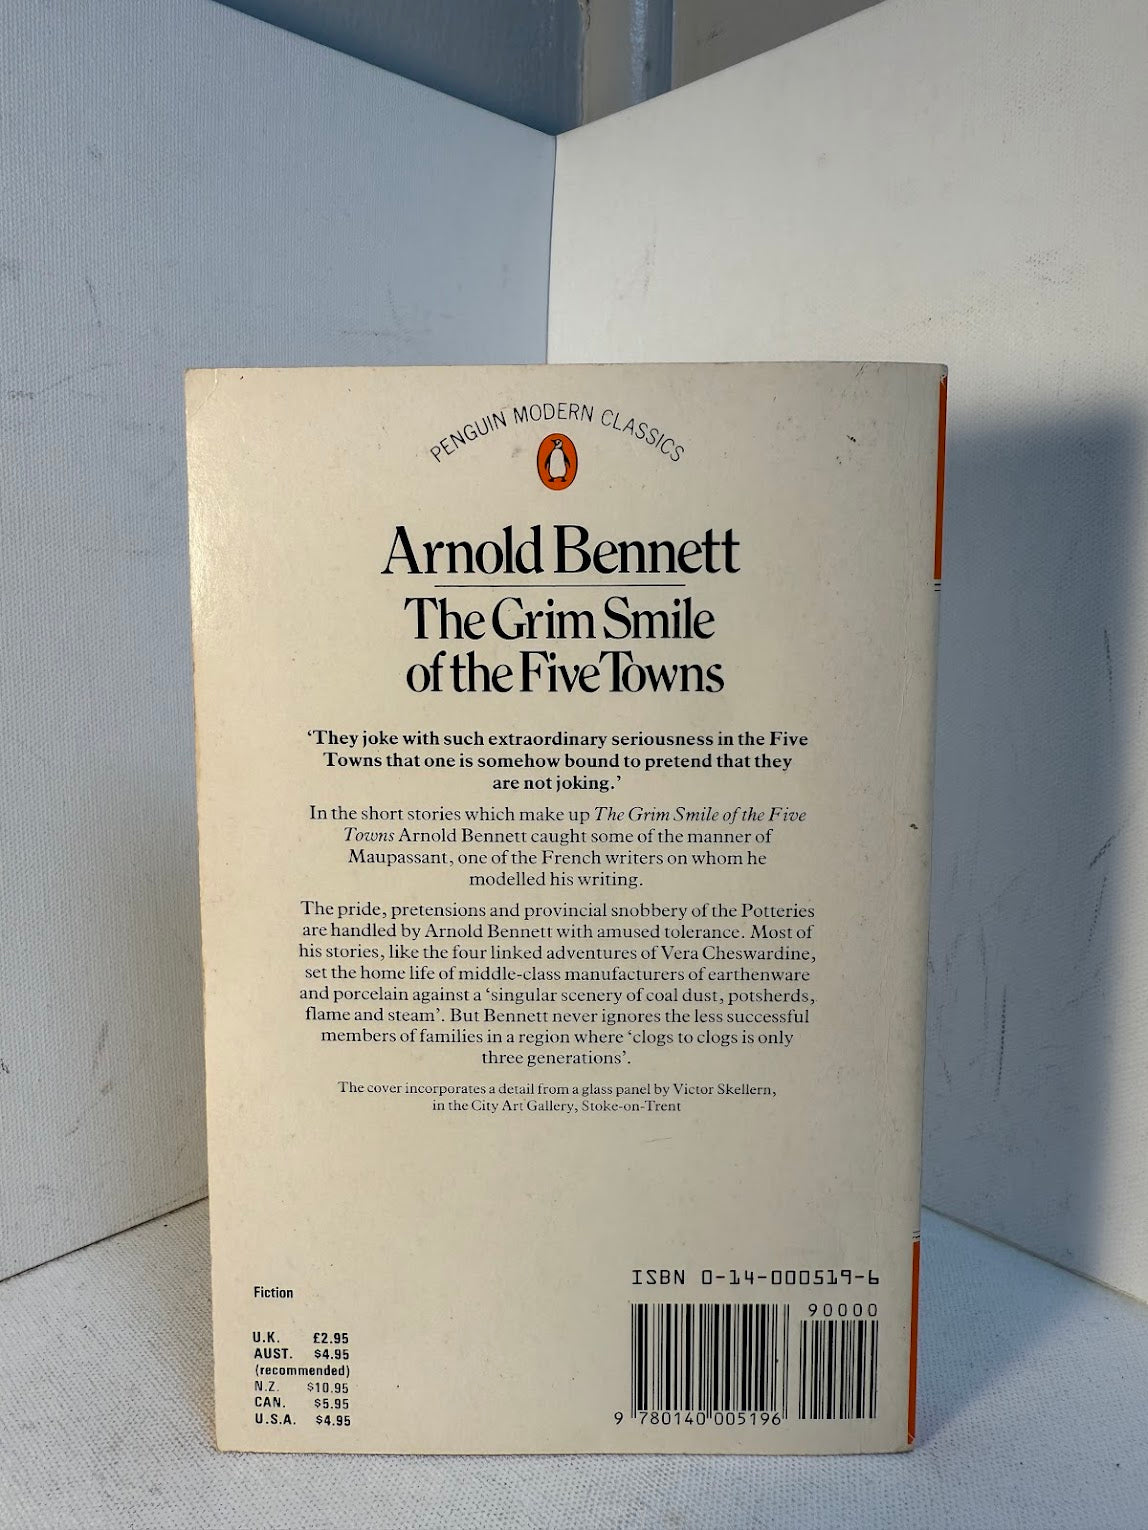 PENGUIN MODERN CLASSICS
Arnold Bennett
The Grim Smile
of the Five Towns
‘They joke with such extraordinary seriousness in the Five
Towns that one is somehow bound to pretend that they
are not joking.’
In the short stories which make up The Grim Smile of the Five
Towns Arnold Bennett caught some of the manner of
Maupassant, one of the French writers on whom he
modelled his writing.
The pride, pretensions and provincial snobbery of the Potteries
are handled by Arnold Bennett with amused tolerance. Most of
his stories, like the four linked adventures of Vera Cheswardine,
set the home life of middle-class manufacturers of earthenware
and porcelain against a ‘singular scenery of coal dust, potsherds,
flame and steam’. But Bennett never ignores the less successful
members of families in a region where ‘clogs to clogs is only
three generations’.
The cover incorporates a detail from a glass panel by Victor Skellern,
in the City Art Gallery, Stoke-on-Trent
Fiction
U.K. £2.95
AUST. $4.95
(recommended)
N.Z. $10.95
CAN. $5.95
U.S.A. $4.95
ISBN 0-14-000519-6
90000
9 780140 005196